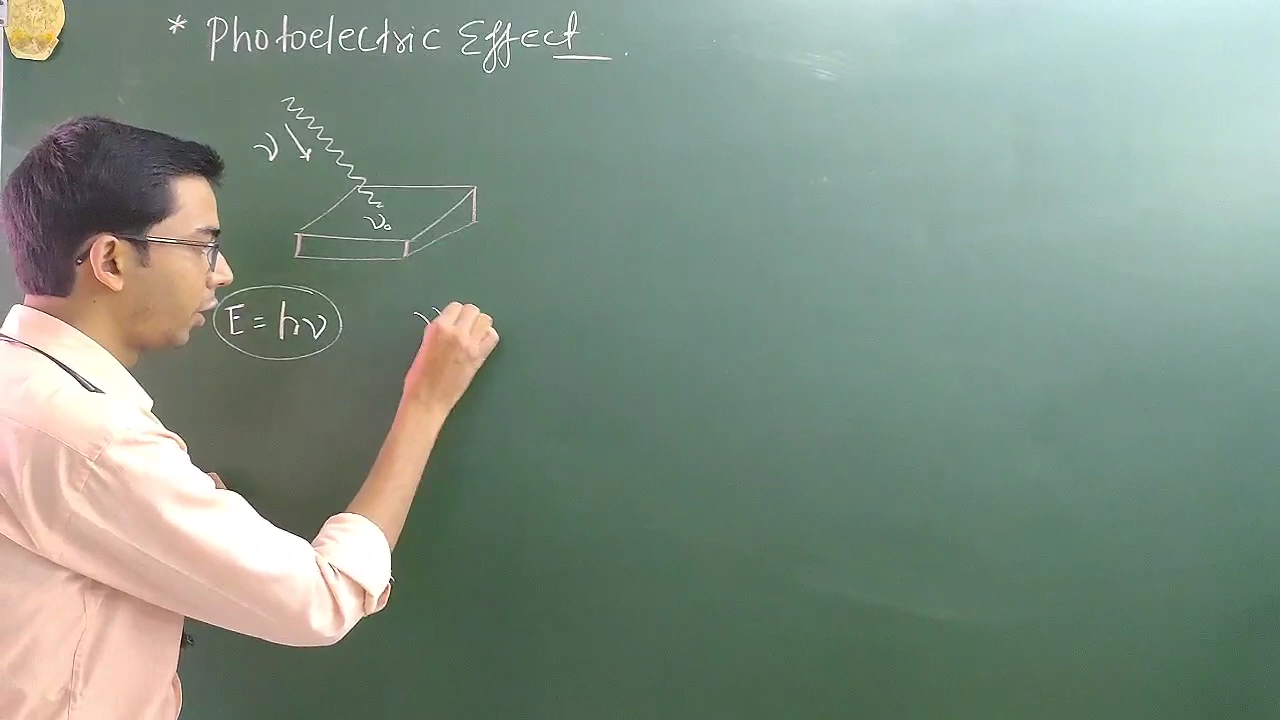 * Photoelectric Effect.
ν
ν₀
E = hν
ν